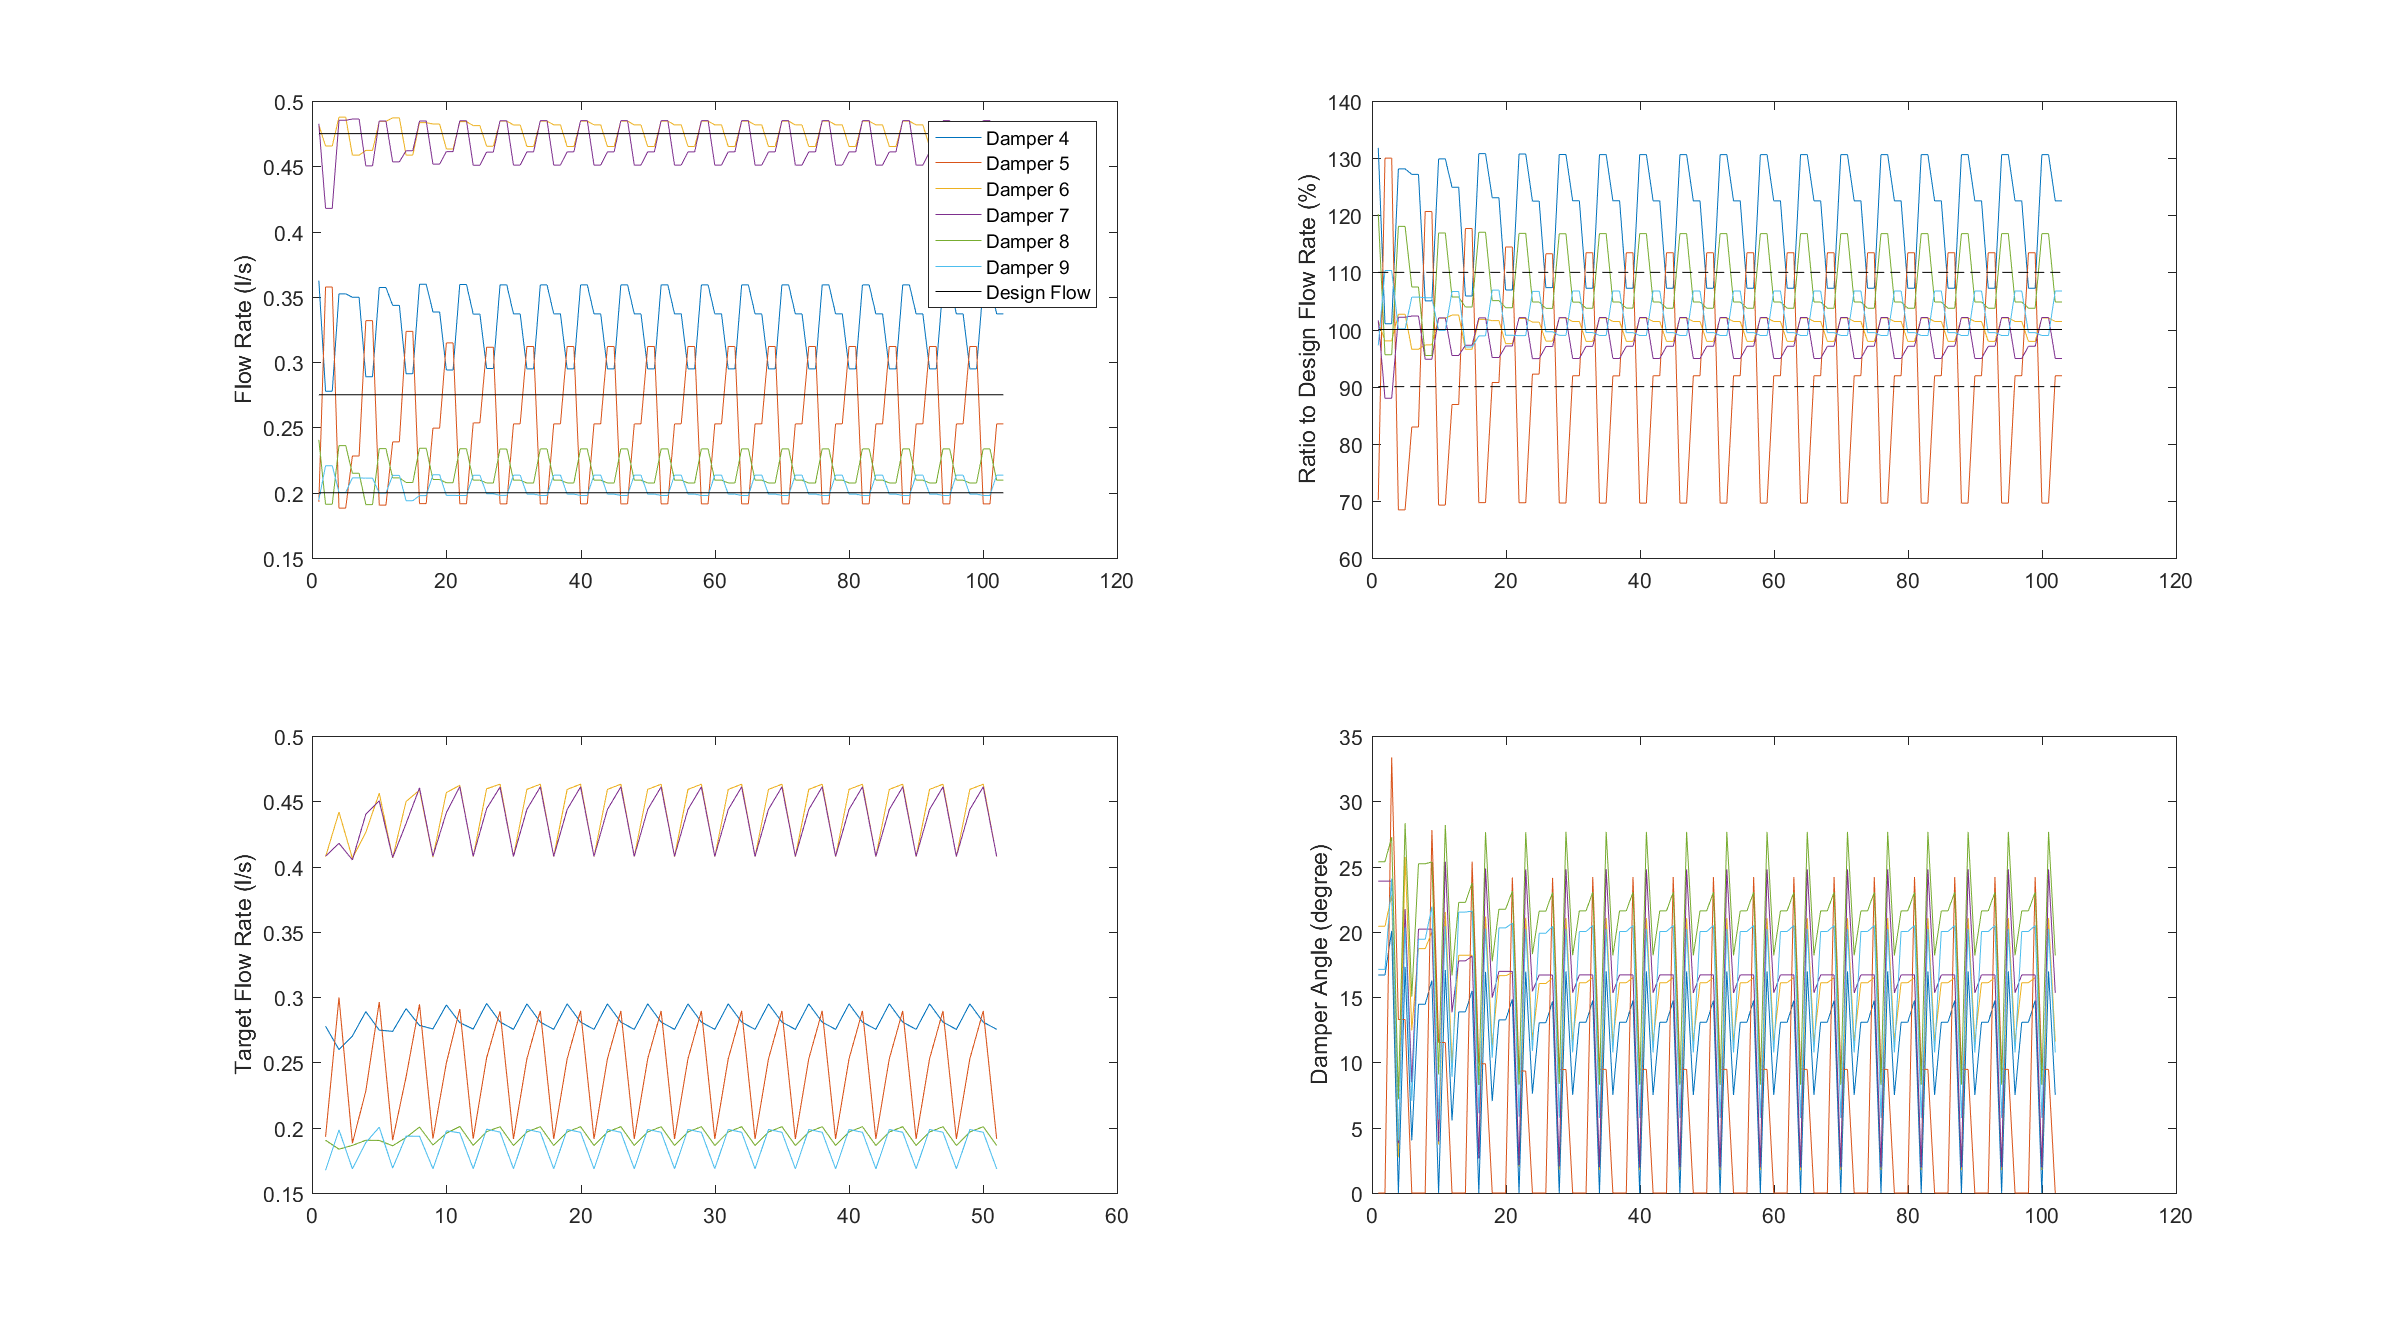 0.5
0.45
0.4
0.35
0.3
0.25
0.2
0.15
0 20 40 60 80 100 120
Flow Rate (l/s)
Damper 4
Damper 5
Damper 6
Damper 7
Damper 8
Damper 9
Design Flow
140
130
120
110
100
90
80
70
60
0 20 40 60 80 100 120
Ratio to Design Flow Rate (%)
0.5
0.45
0.4
0.35
0.3
0.25
0.2
0.15
0 10 20 30 40 50 60
Target Flow Rate (l/s)
35
30
25
20
15
10
5
0
0 20 40 60 80 100 120
Damper Angle (degree)